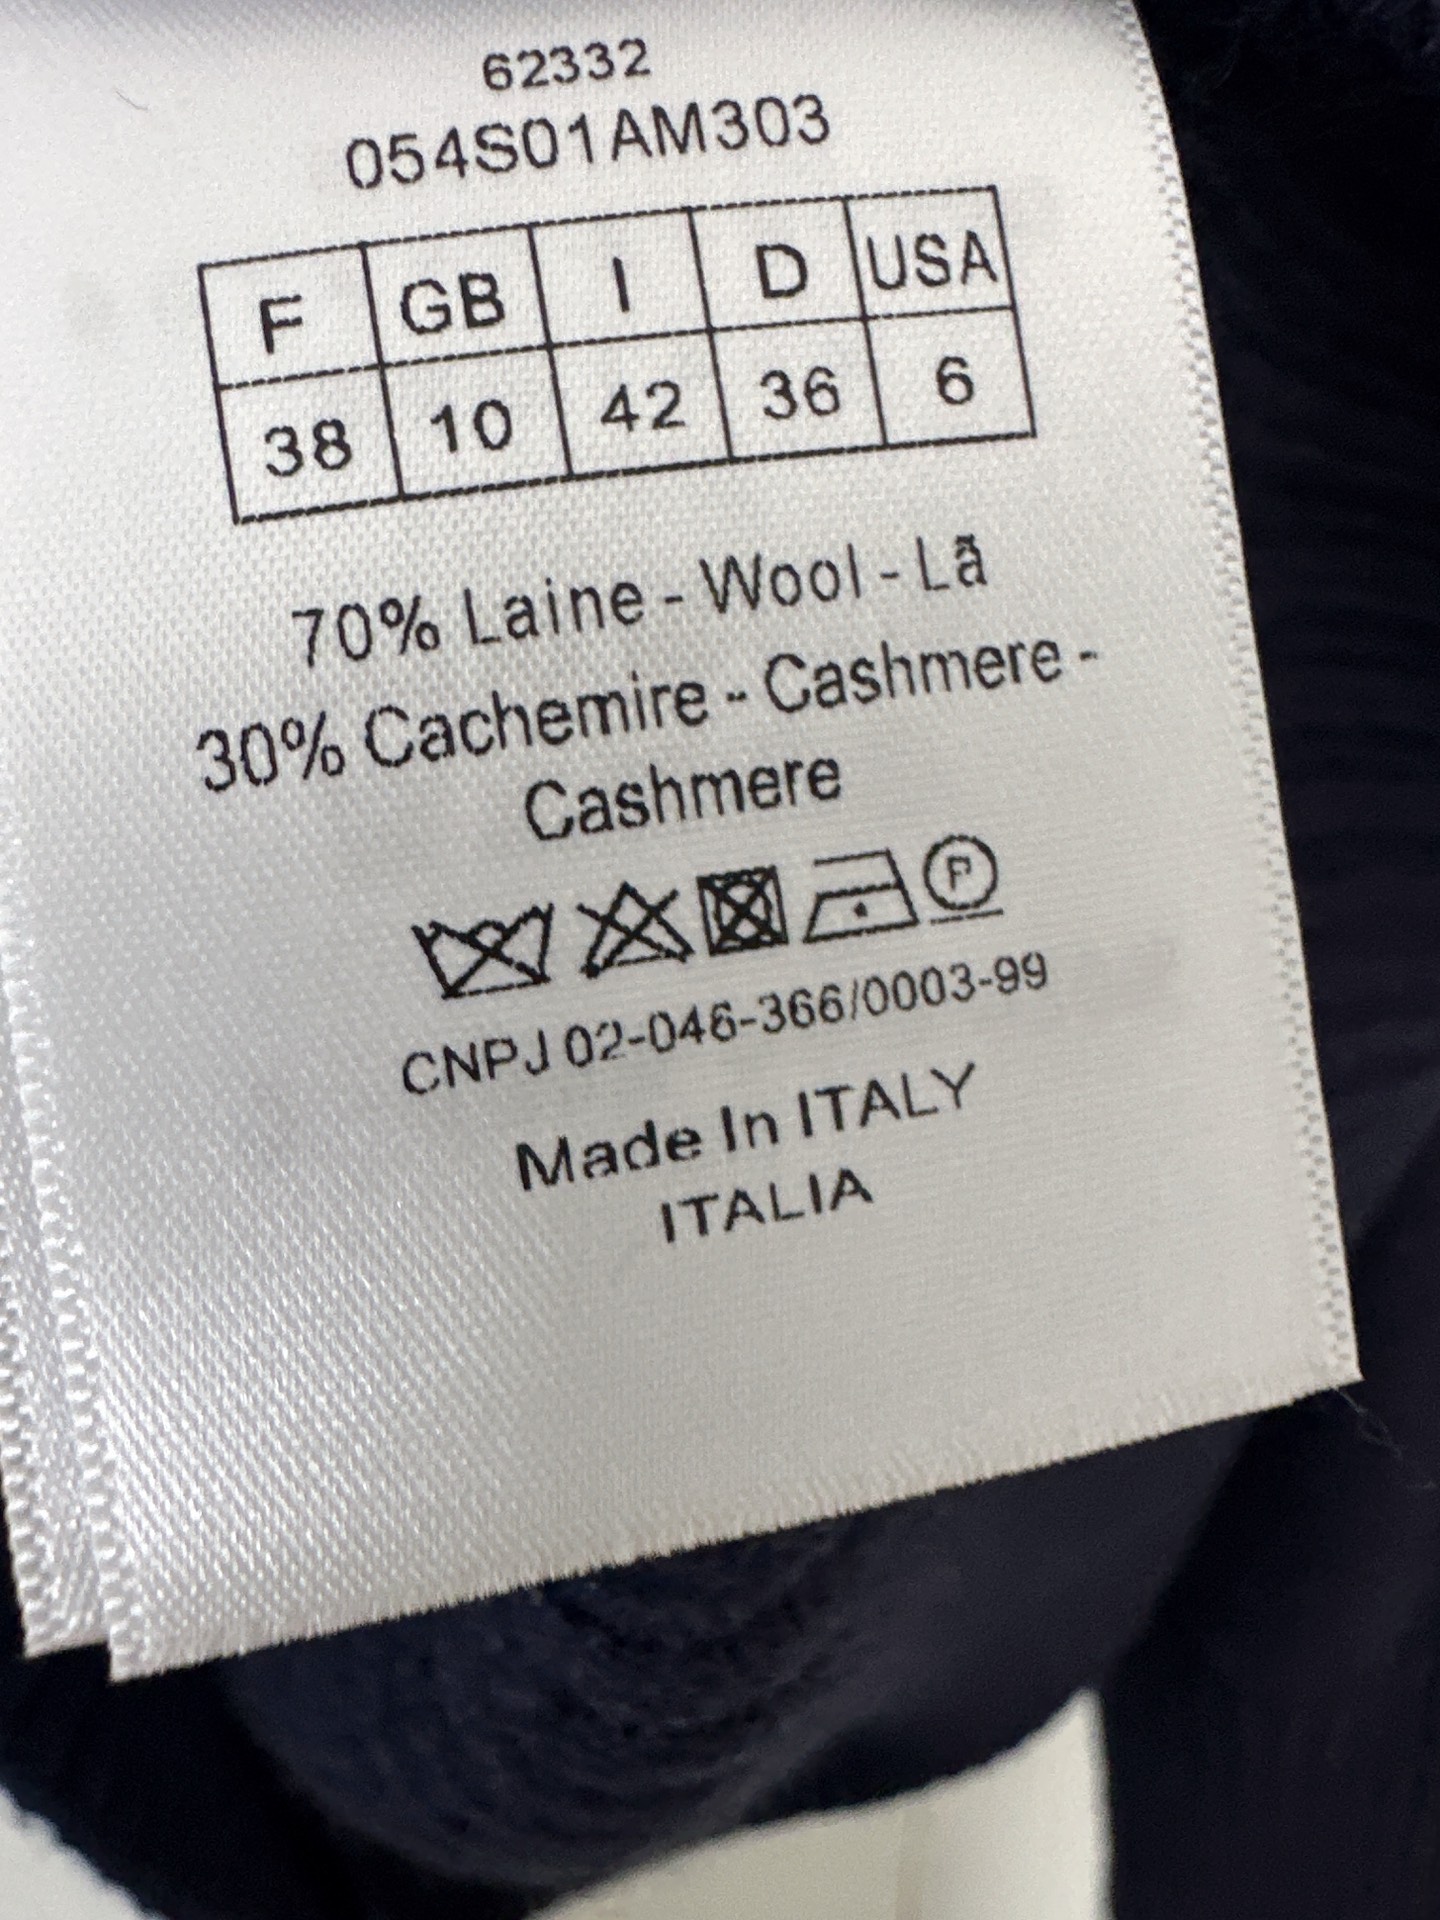 62332
054S01AM303
F GB I D USA
38 10 42 36 6
70% Laine - Wool - Lã
30% Cachemire - Cashmere -
Cashmere
P
CNPJ 02-046-366/0003-99
Made In ITALY
ITALIA